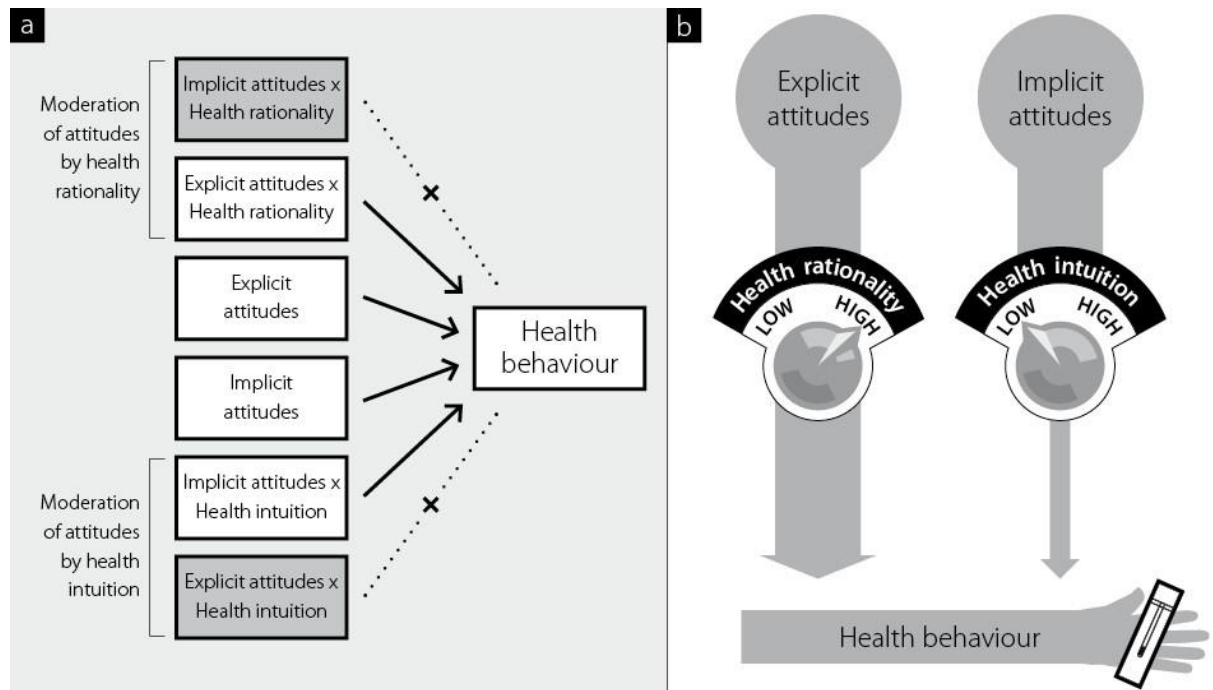 a
Moderation
of attitudes
by health
rationality
Implicit attitudes x
Health rationality
Explicit attitudes x
Health rationality
Explicit
attitudes
Implicit
attitudes
Moderation
of attitudes
by health
intuition
Implicit attitudes x
Health intuition
Explicit attitudes x
Health intuition
Health
behaviour
b
Explicit
attitudes
Health rationality
LOW HIGH
Implicit
attitudes
Health intuition
LOW HIGH
Health behaviour